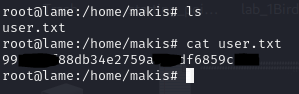 root@lame:/home/makis# ls
user.txt
root@lame:/home/makis# cat user.txt
99 88db34e2759a df6859c
root@lame:/home/makis#